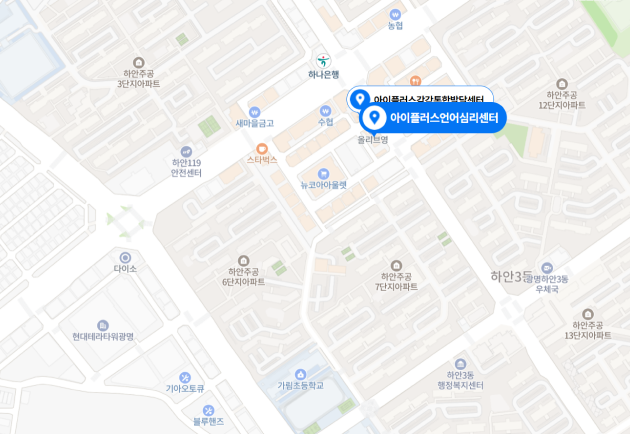 농협
하나은행
하안주공
3단지아파트
아이플러스감각통합발달센터
하안주공
12단지아파트
아이플러스언어심리센터
새마을금고
수협
올리브영
하안119
안전센터
스타벅스
뉴코아아울렛
다이소
하안주공
6단지아파트
하안주공
7단지아파트
하안3동
광명하안3동
우체국
현대테라타워광명
하안주공
13단지아파트
기아오토큐
가림초등학교
하안3동
행정복지센터
블루핸즈